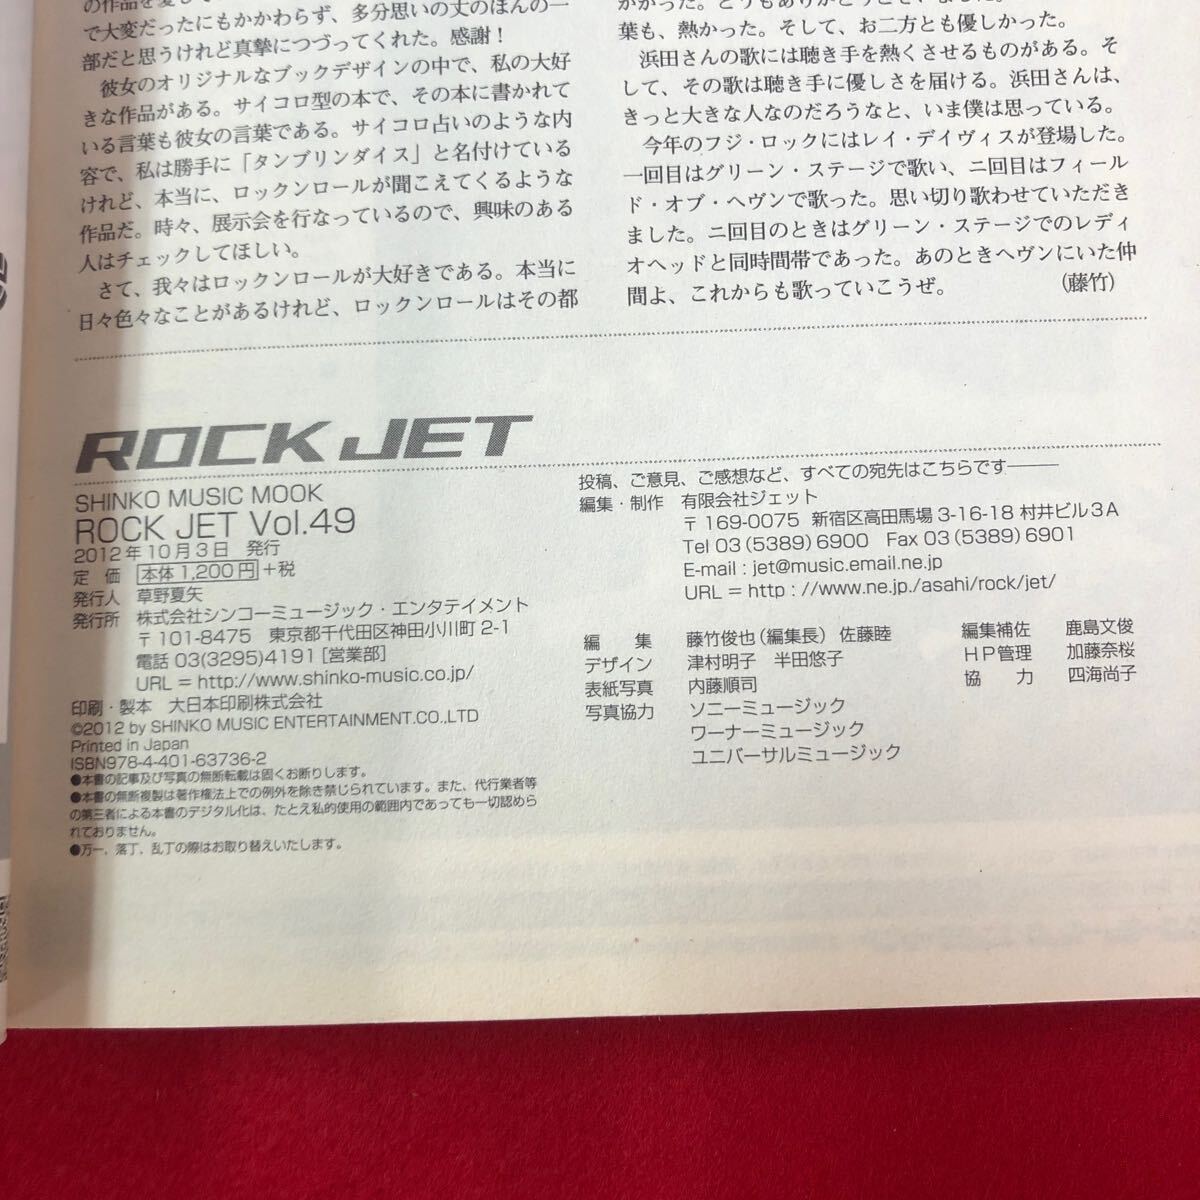 の作品を愛して
で大変だったにもかかわらず、多分思いの丈のほんの一
部だと思うけれど真摯につづってくれた。感謝！
彼女のオリジナルなブックデザインの中で、私の大好
きな作品がある。サイコロ型の本で、その本に書かれて
いる言葉も彼女の言葉である。サイコロ占いのような内
容で、私は勝手に「タンブリンダイス」と名付けている
けれど、本当に、ロックンロールが聞こえてくるような
作品だ。時々、展示会を行なっているので、興味のある
人はチェックしてほしい。
さて、我々はロックンロールが大好きである。本当に
日々色々なことがあるけれど、ロックンロールはその都
葉も、熱かった。そして、お二方とも優しかった。
浜田さんの歌には聴き手を熱くさせるものがある。そ
して、その歌は聴き手に優しさを届ける。浜田さんは、
きっと大きな人なのだろうなと、いま僕は思っている。
今年のフジ・ロックにはレイ・デイヴィスが登場した。
一回目はグリーン・ステージで歌い、二回目はフィール
ド・オブ・ヘヴンで歌った。思い切り歌わせていただき
ました。二回目のときはグリーン・ステージでのレディ
オヘッドと同時間帯であった。あのときヘヴンにいた仲
間よ、これからも歌っていこうぜ。 （藤竹）
ROCK JET
SHINKO MUSIC MOOK
ROCK JET Vol.49
2012年10月3日 発行
定 価 本体1,200円+税
発行人 草野夏矢
発行所 株式会社シンコーミュージック・エンタテイメント
〒101-8475 東京都千代田区神田小川町 2-1
電話 03(3295)4191 [営業部]
URL = http://www.shinko-music.co.jp/
印刷・製本 大日本印刷株式会社
©2012 by SHINKO MUSIC ENTERTAINMENT.CO.,LTD
Printed in Japan
ISBN978-4-401-63736-2
●本書の記事及び写真の無断転載は固くお断りします。
●本書の無断複製は著作権法上での例外を除き禁じられています。また、代行業者等
の第三者による本書のデジタル化は、たとえ私的使用の範囲内であっても一切認めら
れておりません。
●万一、落丁、乱丁の際はお取り替えいたします。
投稿、ご意見、ご感想など、すべての宛先はこちらです――
編集・制作 有限会社ジェット
〒169-0075 新宿区高田馬場 3-16-18 村井ビル3A
Tel 03 (5389) 6900 Fax 03 (5389) 6901
E-mail : jet@music.email.ne.jp
URL = http : //www.ne.jp/asahi/rock/jet/
編 集 藤竹俊也(編集長) 佐藤睦
デザイン 津村明子 半田悠子
表紙写真 内藤順司
写真協力 ソニーミュージック
ワーナーミュージック
ユニバーサルミュージック
編集補佐 鹿島文俊
HP管理 加藤奈桜
協 力 四海尚子